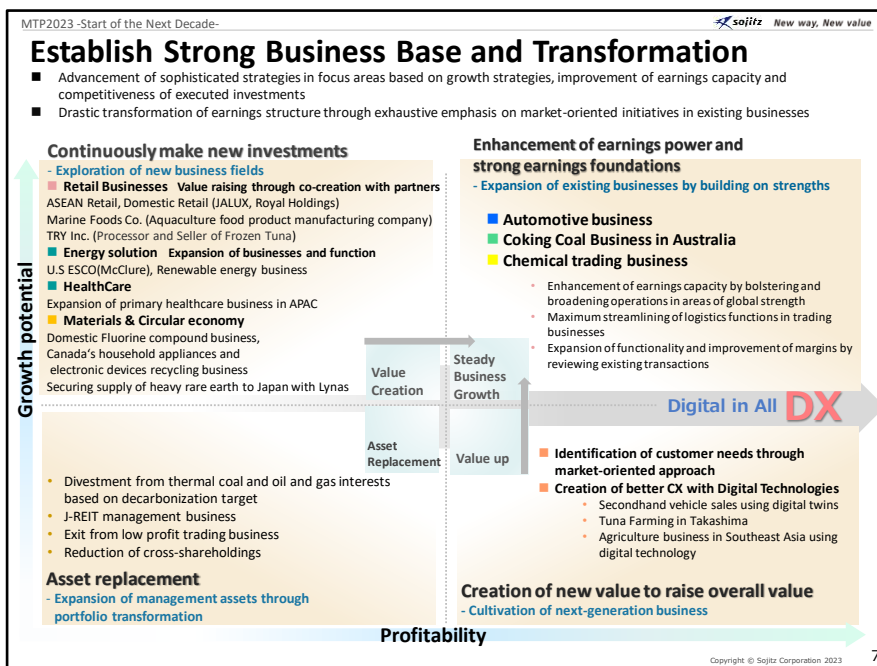 MTP2023 -Start of the Next Decade-
sojitz New way, New value
Establish Strong Business Base and Transformation
■ Advancement of sophisticated strategies in focus areas based on growth strategies, improvement of earnings capacity and
competitiveness of executed investments
■ Drastic transformation of earnings structure through exhaustive emphasis on market-oriented initiatives in existing businesses
Continuously make new investments
- Exploration of new business fields
■ Retail Businesses Value raising through co-creation with partners
ASEAN Retail, Domestic Retail (JALUX, Royal Holdings)
Marine Foods Co. (Aquaculture food product manufacturing company)
TRY Inc. (Processor and Seller of Frozen Tuna)
■ Energy solution Expansion of businesses and function
U.S ESCO(McClure), Renewable energy business
■ HealthCare
Expansion of primary healthcare business in APAC
■ Materials & Circular economy
Domestic Fluorine compound business,
Canada‘s household appliances and
electronic devices recycling business
Securing supply of heavy rare earth to Japan with Lynas
Enhancement of earnings power and
strong earnings foundations
- Expansion of existing businesses by building on strengths
■ Automotive business
■ Coking Coal Business in Australia
■ Chemical trading business
• Enhancement of earnings capacity by bolstering and
broadening operations in areas of global strength
• Maximum streamlining of logistics functions in trading
businesses
• Expansion of functionality and improvement of margins by
reviewing existing transactions
Growth potential
Value
Creation
Steady
Business
Growth
Asset
Replacement
Value up
Digital in All DX
• Divestment from thermal coal and oil and gas interests
based on decarbonization target
• J-REIT management business
• Exit from low profit trading business
• Reduction of cross-shareholdings
Asset replacement
- Expansion of management assets through
portfolio transformation
■ Identification of customer needs through
market-oriented approach
■ Creation of better CX with Digital Technologies
• Secondhand vehicle sales using digital twins
• Tuna Farming in Takashima
• Agriculture business in Southeast Asia using
digital technology
Creation of new value to raise overall value
- Cultivation of next-generation business
Profitability
Copyright © Sojitz Corporation 2023 7